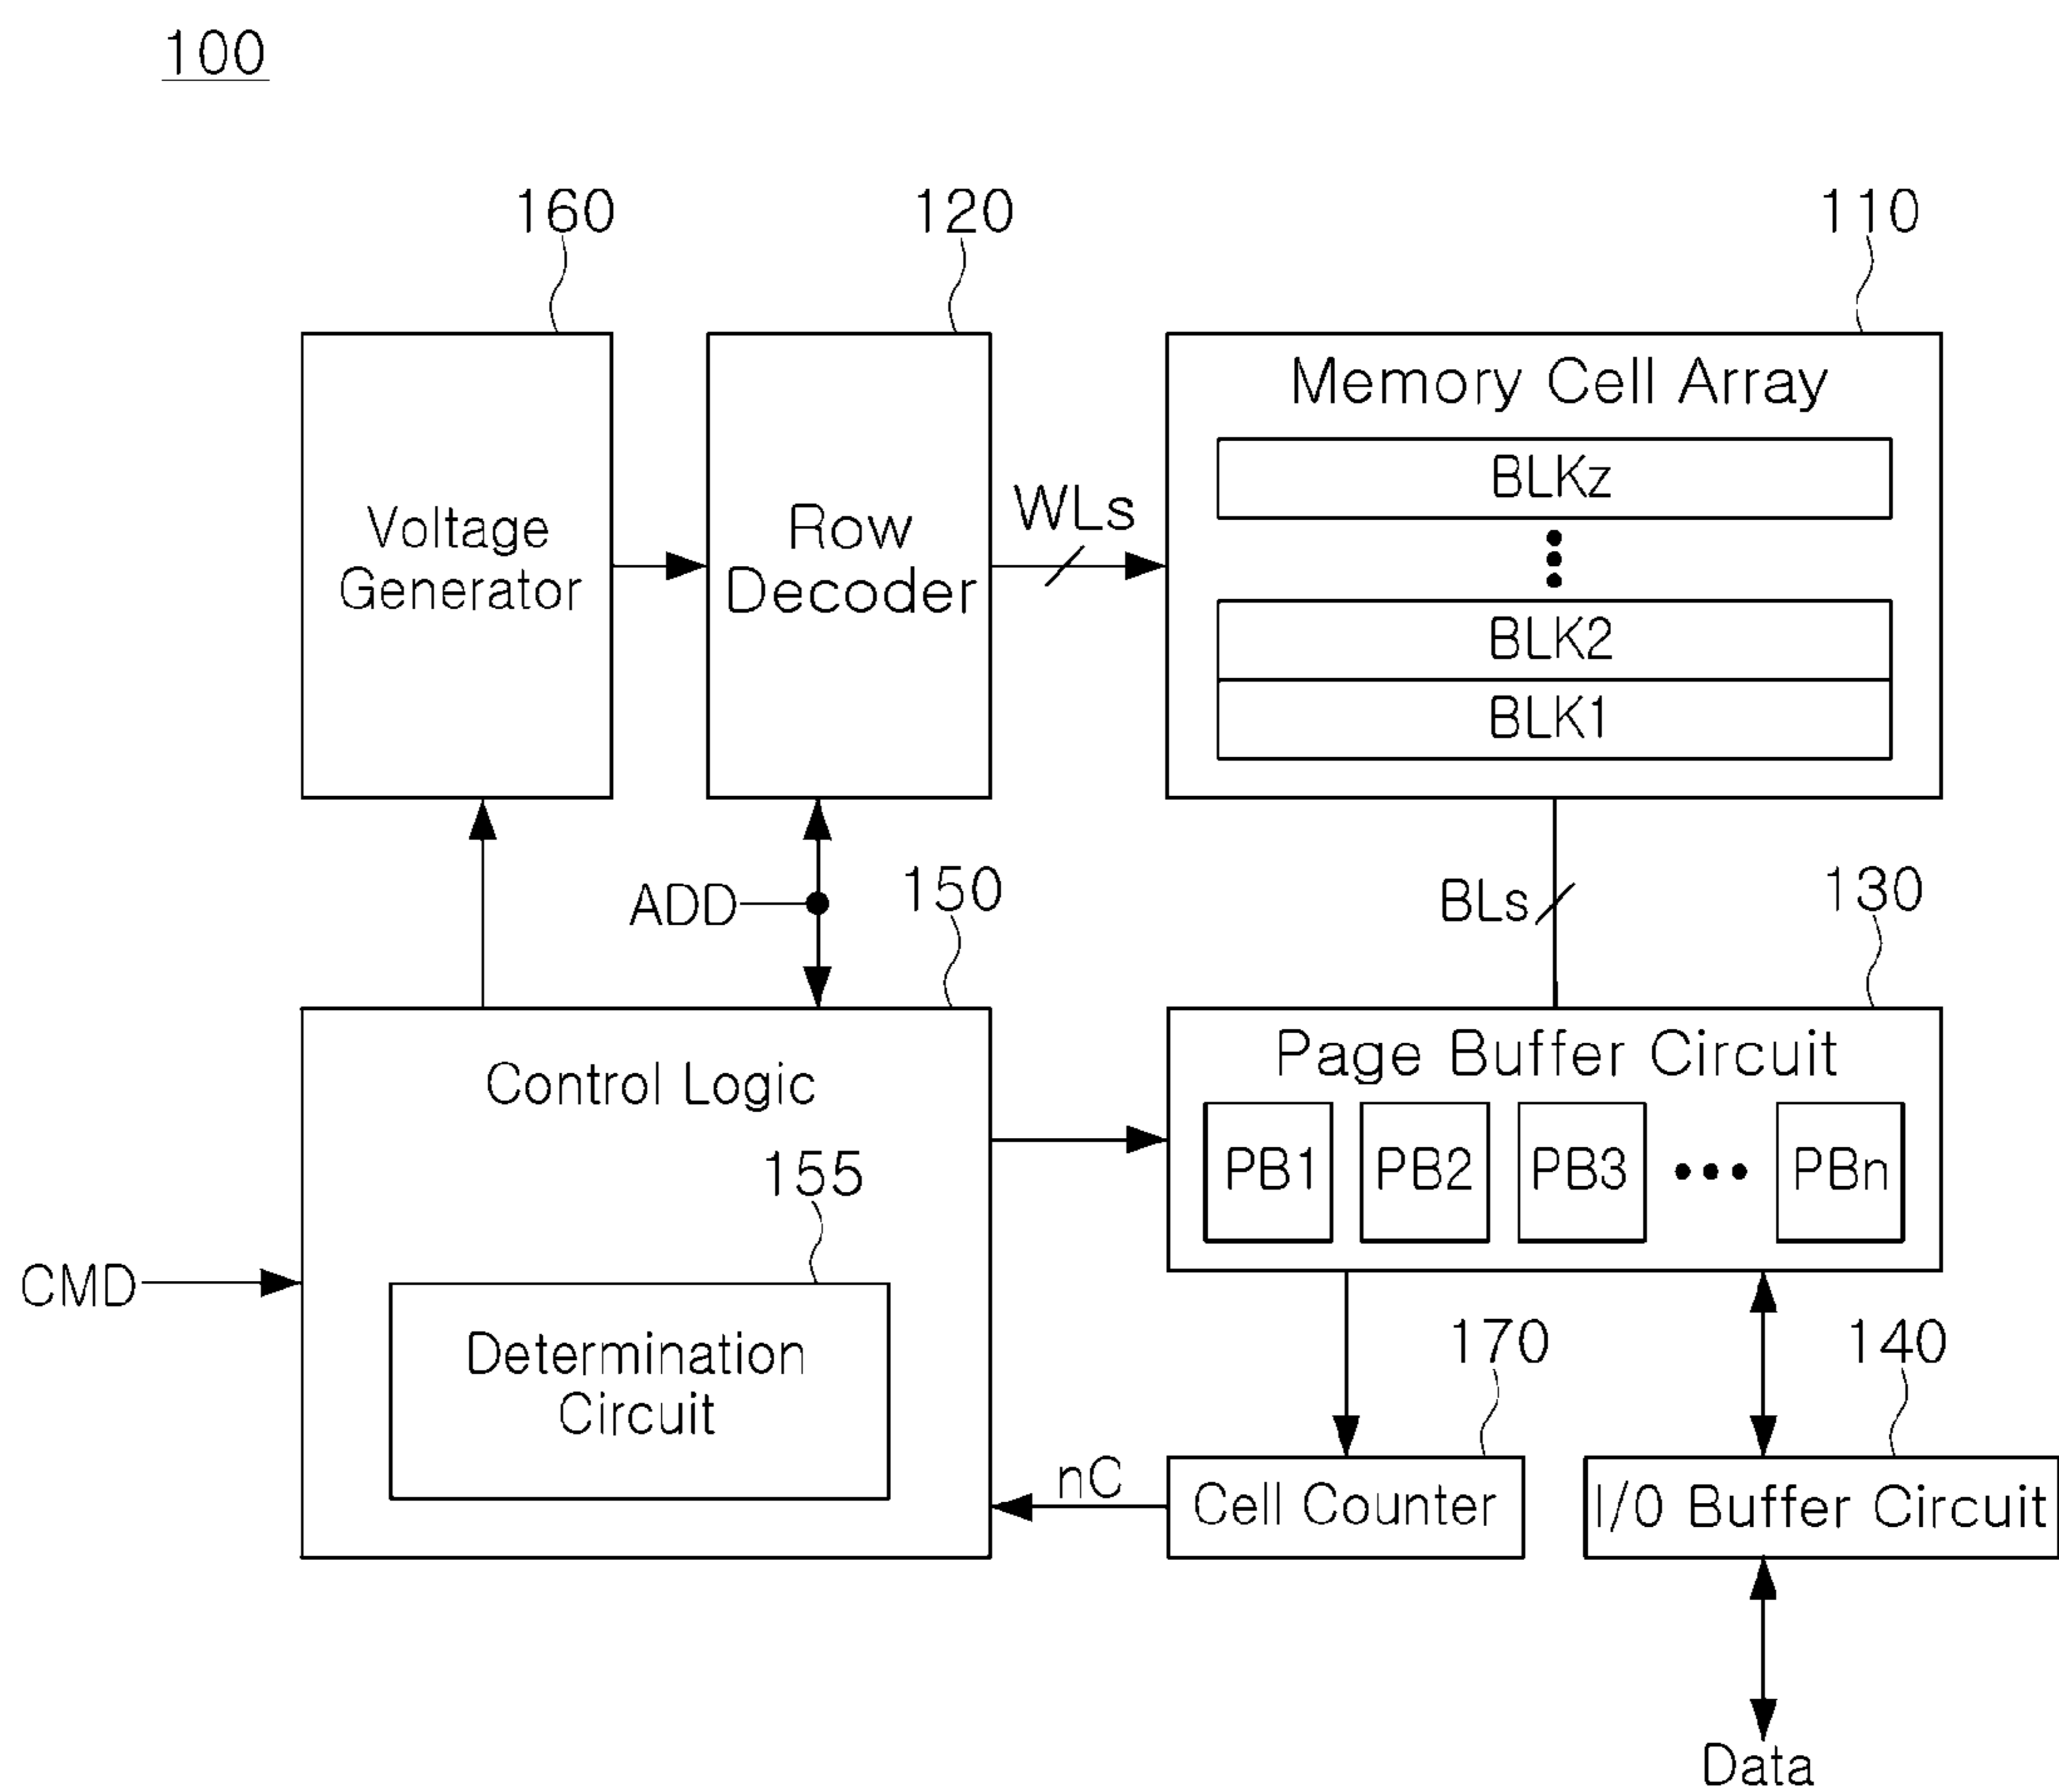 100
160
120
110
Voltage
Generator
Row
Decoder
WLs
Memory Cell Array
BLKz
BLK2
BLK1
ADD
150
BLs
130
Control Logic
155
Determination
Circuit
CMD
Page Buffer Circuit
PB1 PB2 PB3 ••• PBn
170
140
nC
Cell Counter
I/0 Buffer Circuit
Data